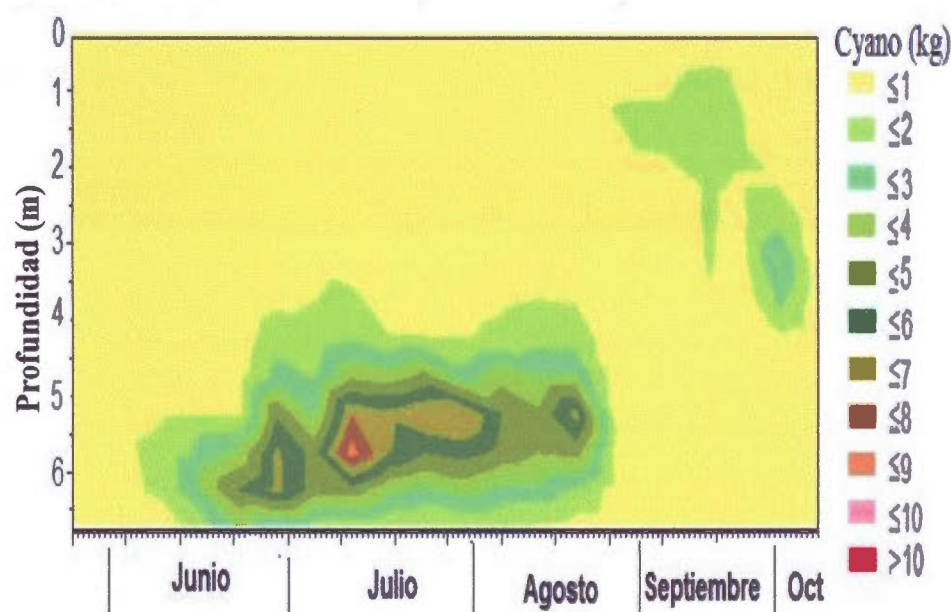 Cyano (kg)
≤1
≤2
≤3
≤4
≤5
≤6
≤7
≤8
≤9
≤10
>10
Profundidad (m)
0
1
2
3
4
5
6
Junio
Julio
Agosto
Septiembre
Oct